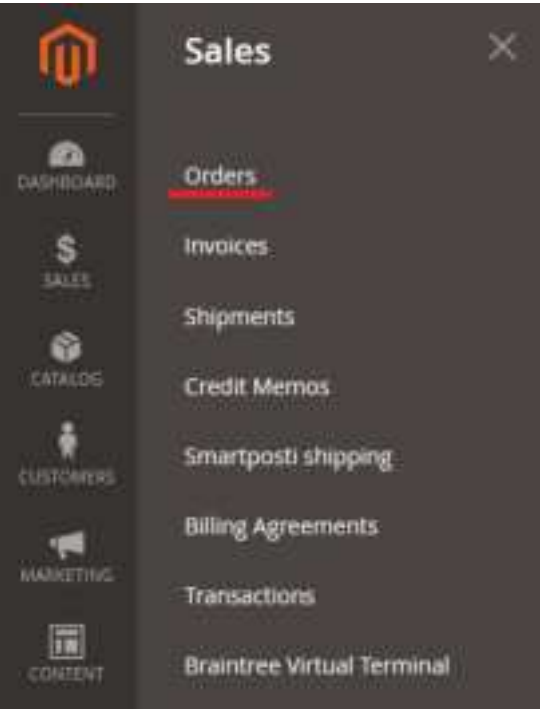 Sales
DASHBOARD
SALES
CATALOG
CUSTOMERS
MARKETING
CONTENT
Orders
Invoices
Shipments
Credit Memos
Smartposti shipping
Billing Agreements
Transactions
Braintree Virtual Terminal